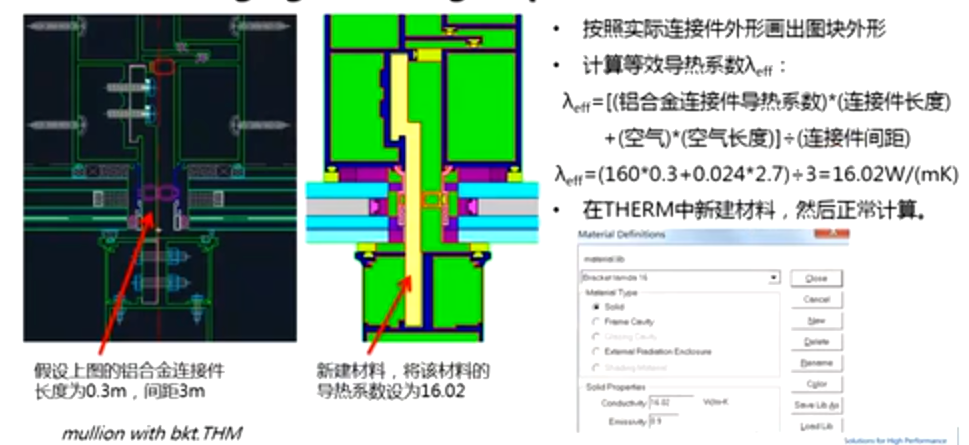 • 按照实际连接件外形画出图块外形
• 计算等效导热系数λeff：
λeff=[(铝合金连接件导热系数)*(连接件长度)
+(空气)*(空气长度)]÷(连接件间距)
λeff=(160*0.3+0.024*2.7)÷3=16.02W/(mK)
• 在THERM中新建材料，然后正常计算。
Material Definitions
material.lib
Bracket lamda 16
Close
Material Type
Solid
Cancel
Frame Cavity
New
Glazing Cavity
Delete
External Radiation Enclosure
Rename
Shading Material
Color
Solid Properties
Conductivity 16.02 W/m-K
Save Lib As
Emissivity 0.9
Load Lib
假设上图的铝合金连接件
长度为0.3m，间距3m
新建材料，将该材料的
导热系数设为16.02
mullion with bkt.THM
Solutions for High Performance